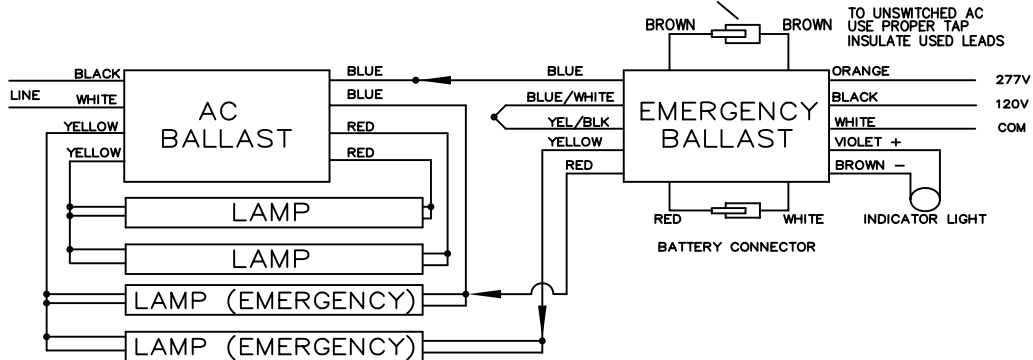 BROWN
BROWN
TO UNSWITCHED AC
USE PROPER TAP
INSULATE USED LEADS
BLACK
LINE
WHITE
YELLOW
YELLOW
AC
BALLAST
BLUE
BLUE
RED
RED
BLUE
BLUE/WHITE
YEL/BLK
YELLOW
RED
EMERGENCY
BALLAST
ORANGE
277V
BLACK
120V
WHITE
COM
VIOLET +
BROWN -
INDICATOR LIGHT
RED
WHITE
BATTERY CONNECTOR
LAMP
LAMP
LAMP (EMERGENCY)
LAMP (EMERGENCY)